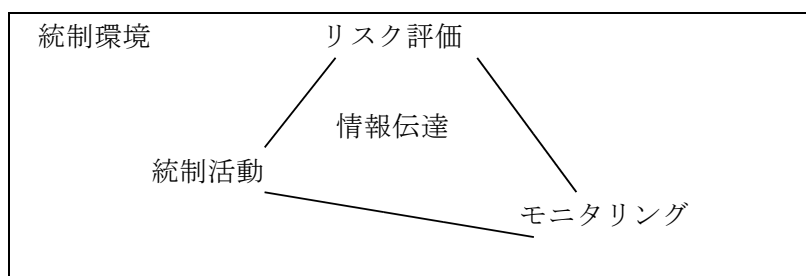 統制環境
リスク評価
情報伝達
統制活動
モニタリング